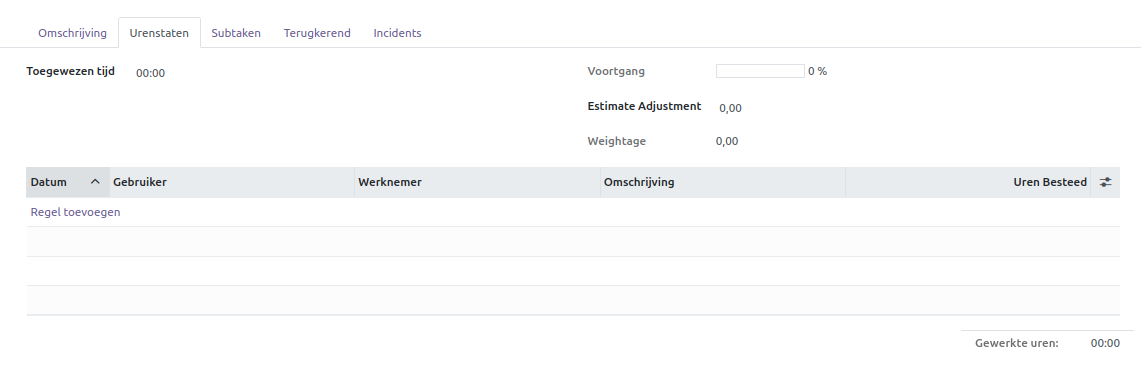 Omschrijving Urenstaten Subtaken Terugkerend Incidents
Toegewezen tijd 00:00 Voortgang 0 %
Estimate Adjustment 0,00
Weightage 0,00
Datum Gebruiker Werknemer Omschrijving Uren Besteed
Regel toevoegen
Gewerkte uren: 00:00